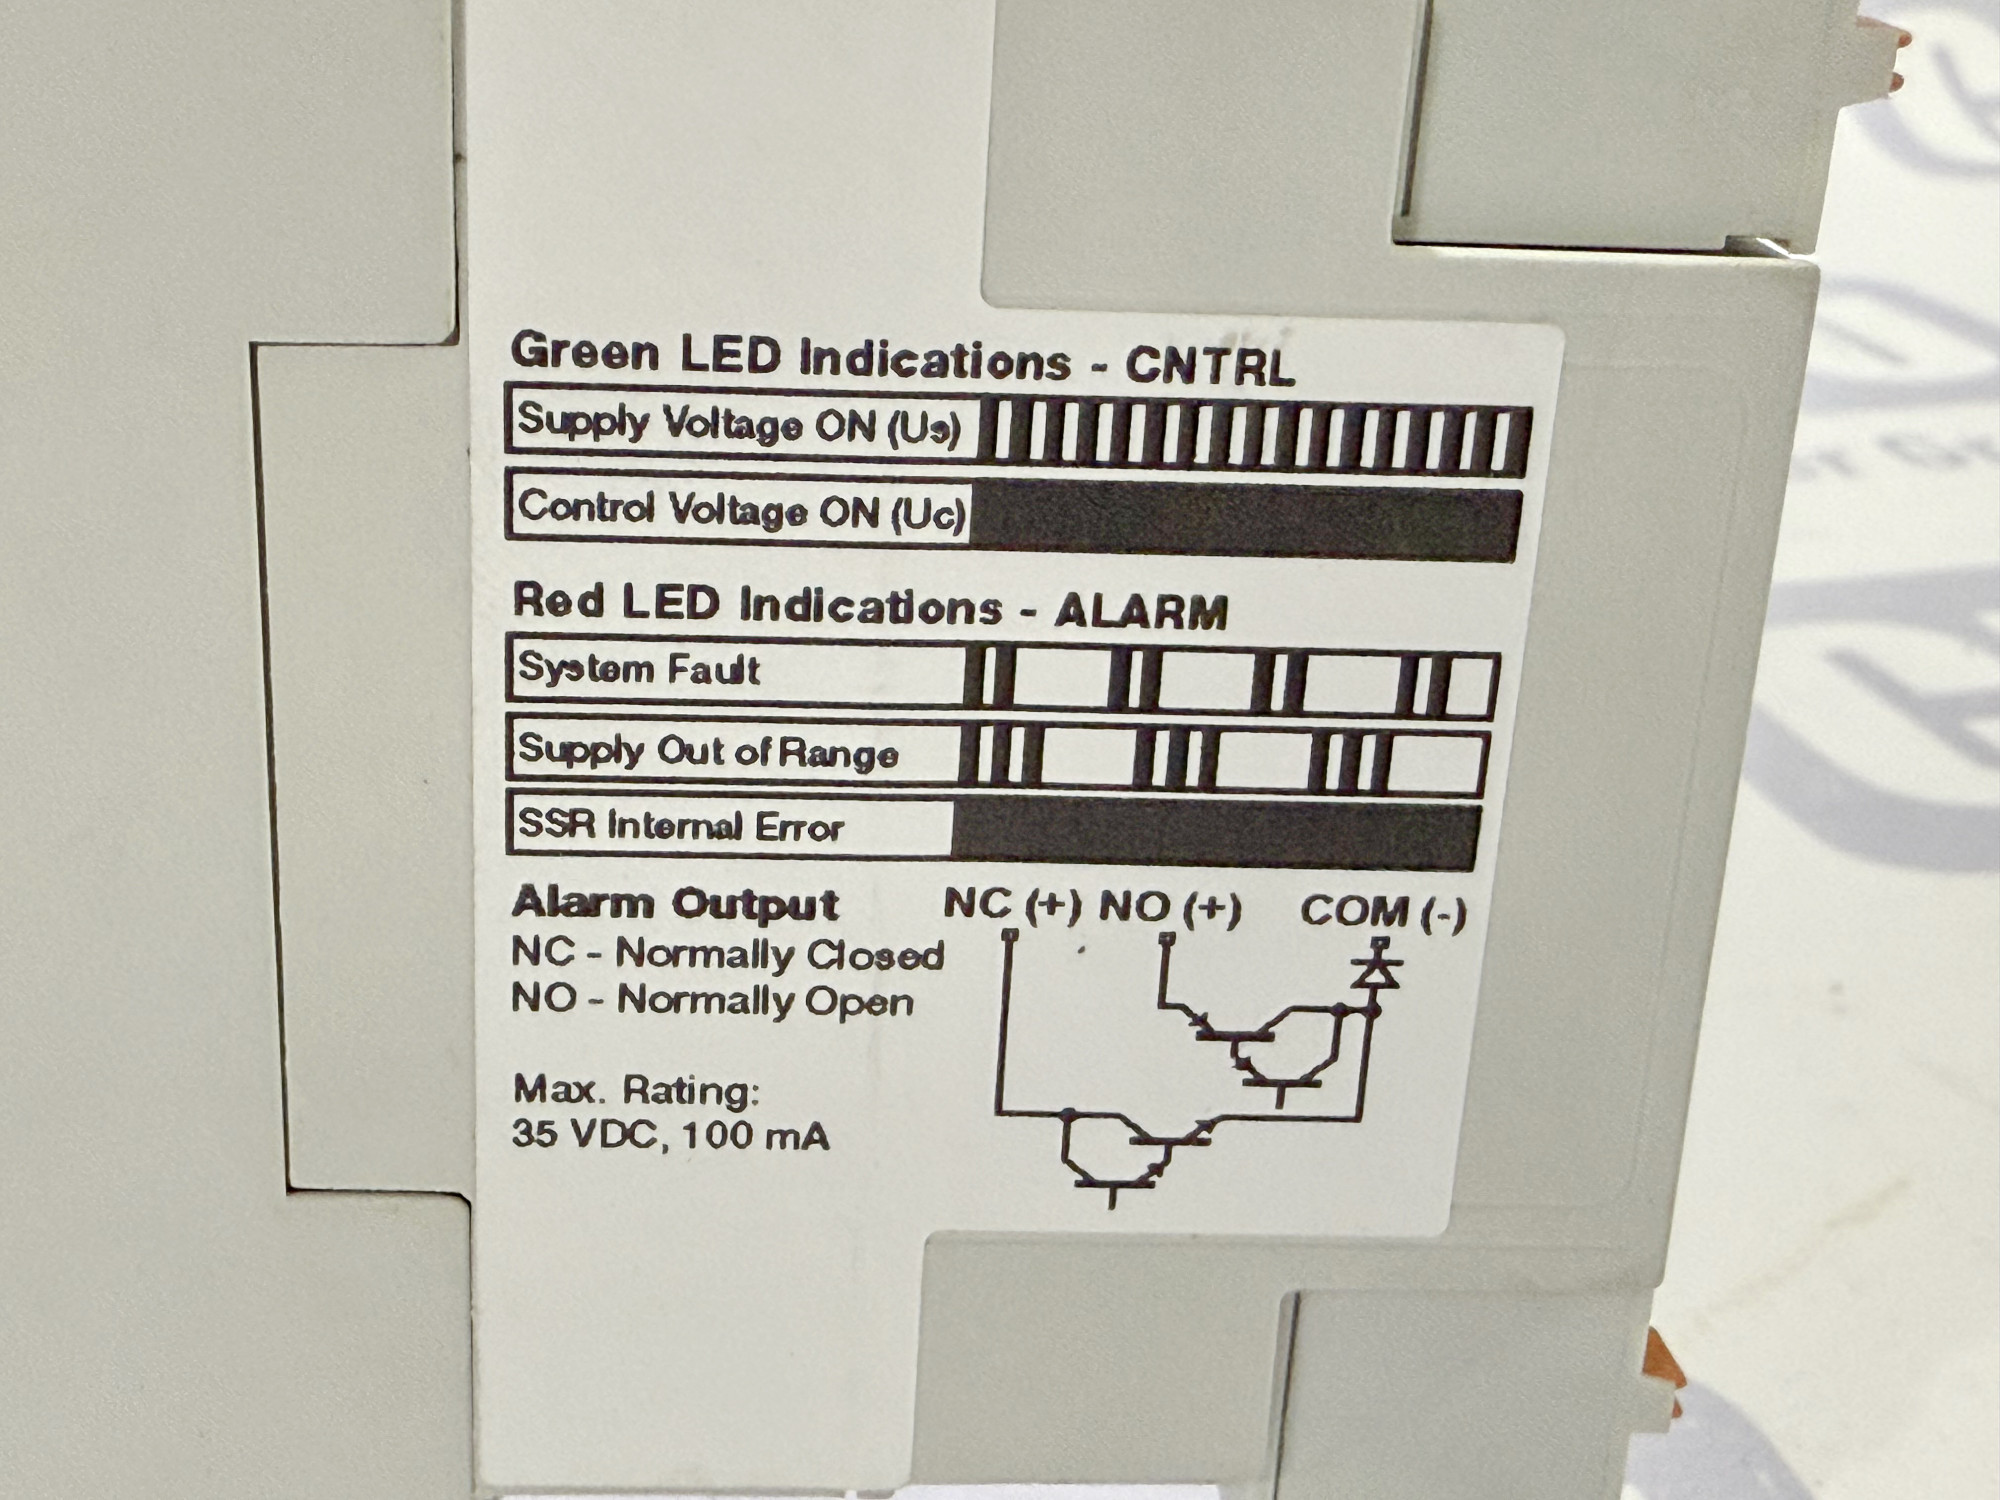 Green LED Indications - CNTRL
Supply Voltage ON (Us)
Control Voltage ON (Uc)
Red LED Indications - ALARM
System Fault
Supply Out of Range
SSR Internal Error
Alarm Output NC (+) NO (+) COM (-)
NC - Normally Closed
NO - Normally Open
Max. Rating:
35 VDC, 100 mA